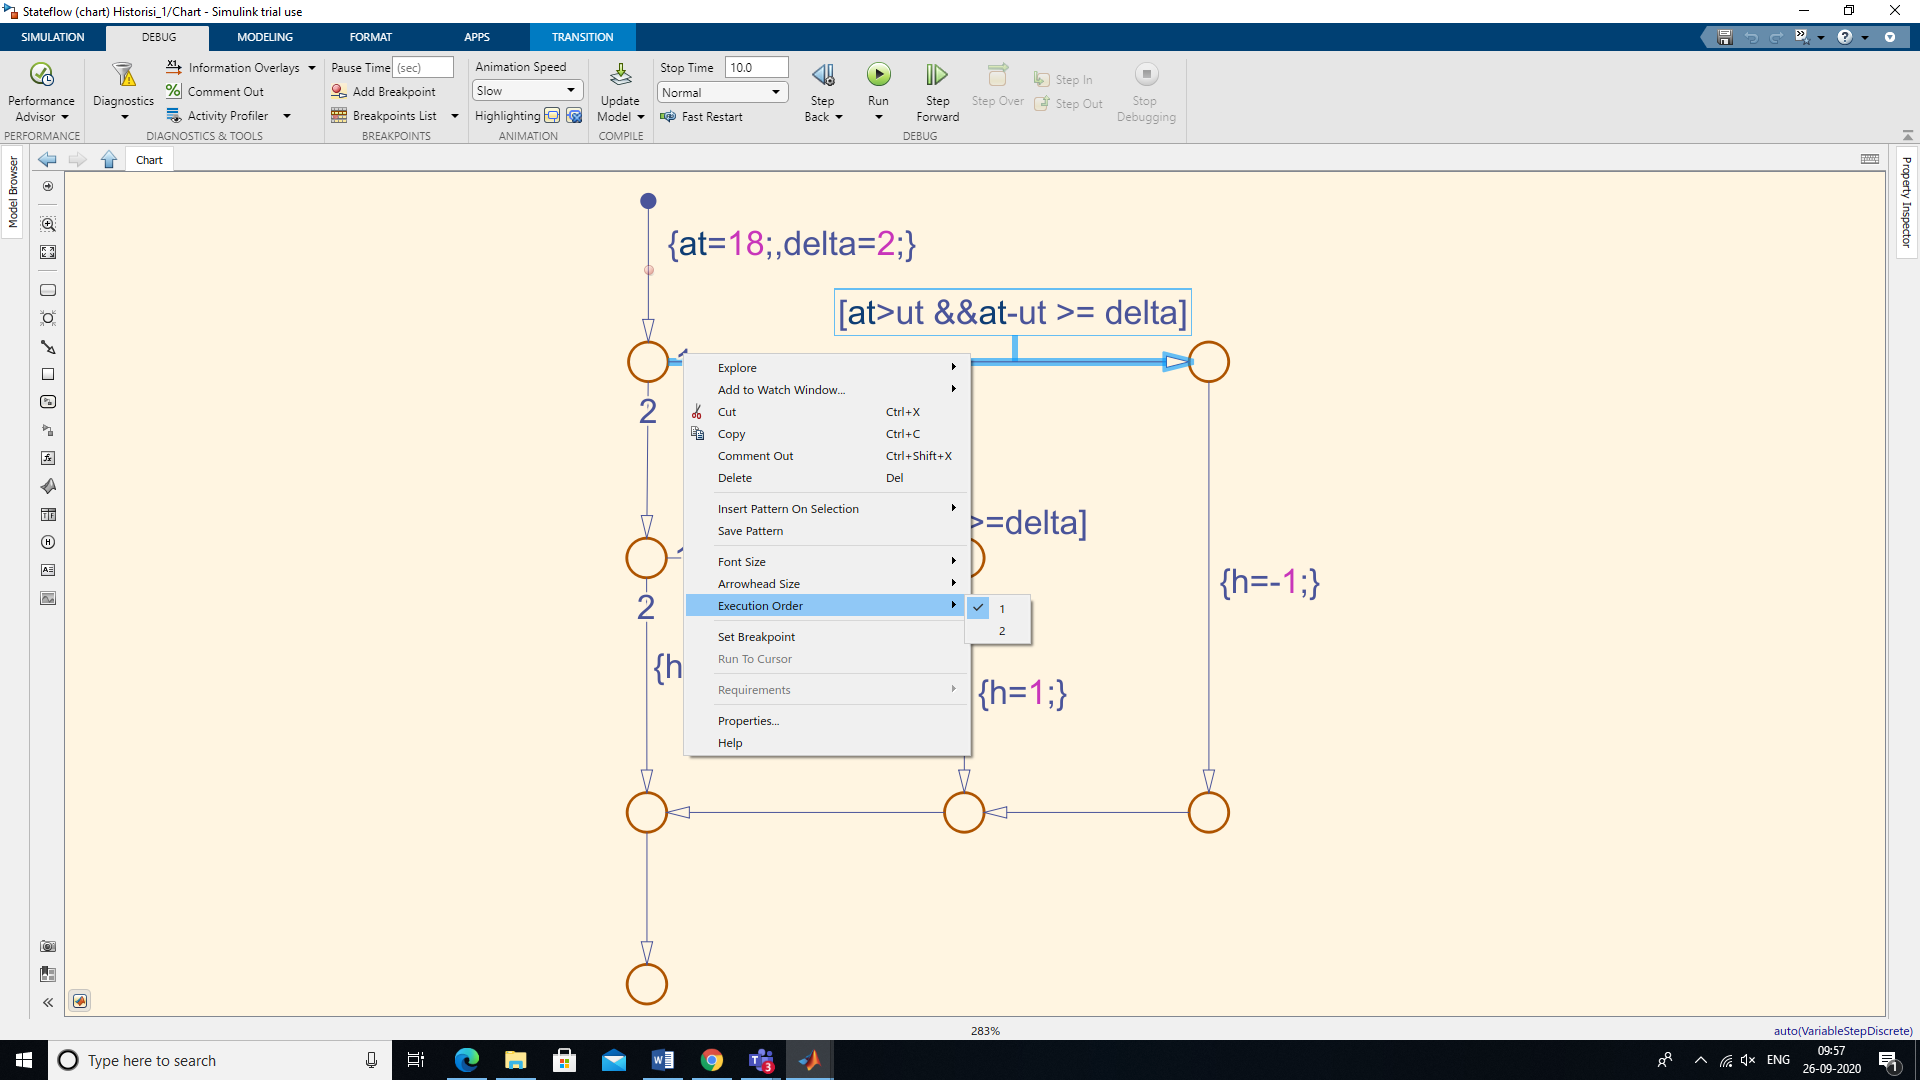 Stateflow (chart) Historisi_1/Chart - Simulink trial use
SIMULATION DEBUG MODELING FORMAT APPS TRANSITION
Performance Advisor
PERFORMANCE
Diagnostics
Information Overlays
Comment Out
Activity Profiler
DIAGNOSTICS & TOOLS
Pause Time (sec)
Add Breakpoint
Breakpoints List
BREAKPOINTS
Animation Speed
Slow
Highlighting
ANIMATION
Update Model
COMPILE
Stop Time 10.0
Normal
Fast Restart
Step Back
Run
Step Forward
Step Over
Step In
Step Out
Stop Debugging
DEBUG
Model Browser
Chart
Property Inspector
{at=18;,delta=2;}
[at>ut &&at-ut >= delta]
1
2
Explore
Add to Watch Window...
Cut Ctrl+X
Copy Ctrl+C
Comment Out Ctrl+Shift+X
Delete Del
Insert Pattern On Selection
Save Pattern
Font Size
Arrowhead Size
Execution Order
1
2
Set Breakpoint
Run To Cursor
Requirements
Properties...
Help
>=delta]
1
2
{h=-1;}
{h
{h=1;}
283%
auto(VariableStepDiscrete)
Type here to search
3
ENG
09:57
26-09-2020
1